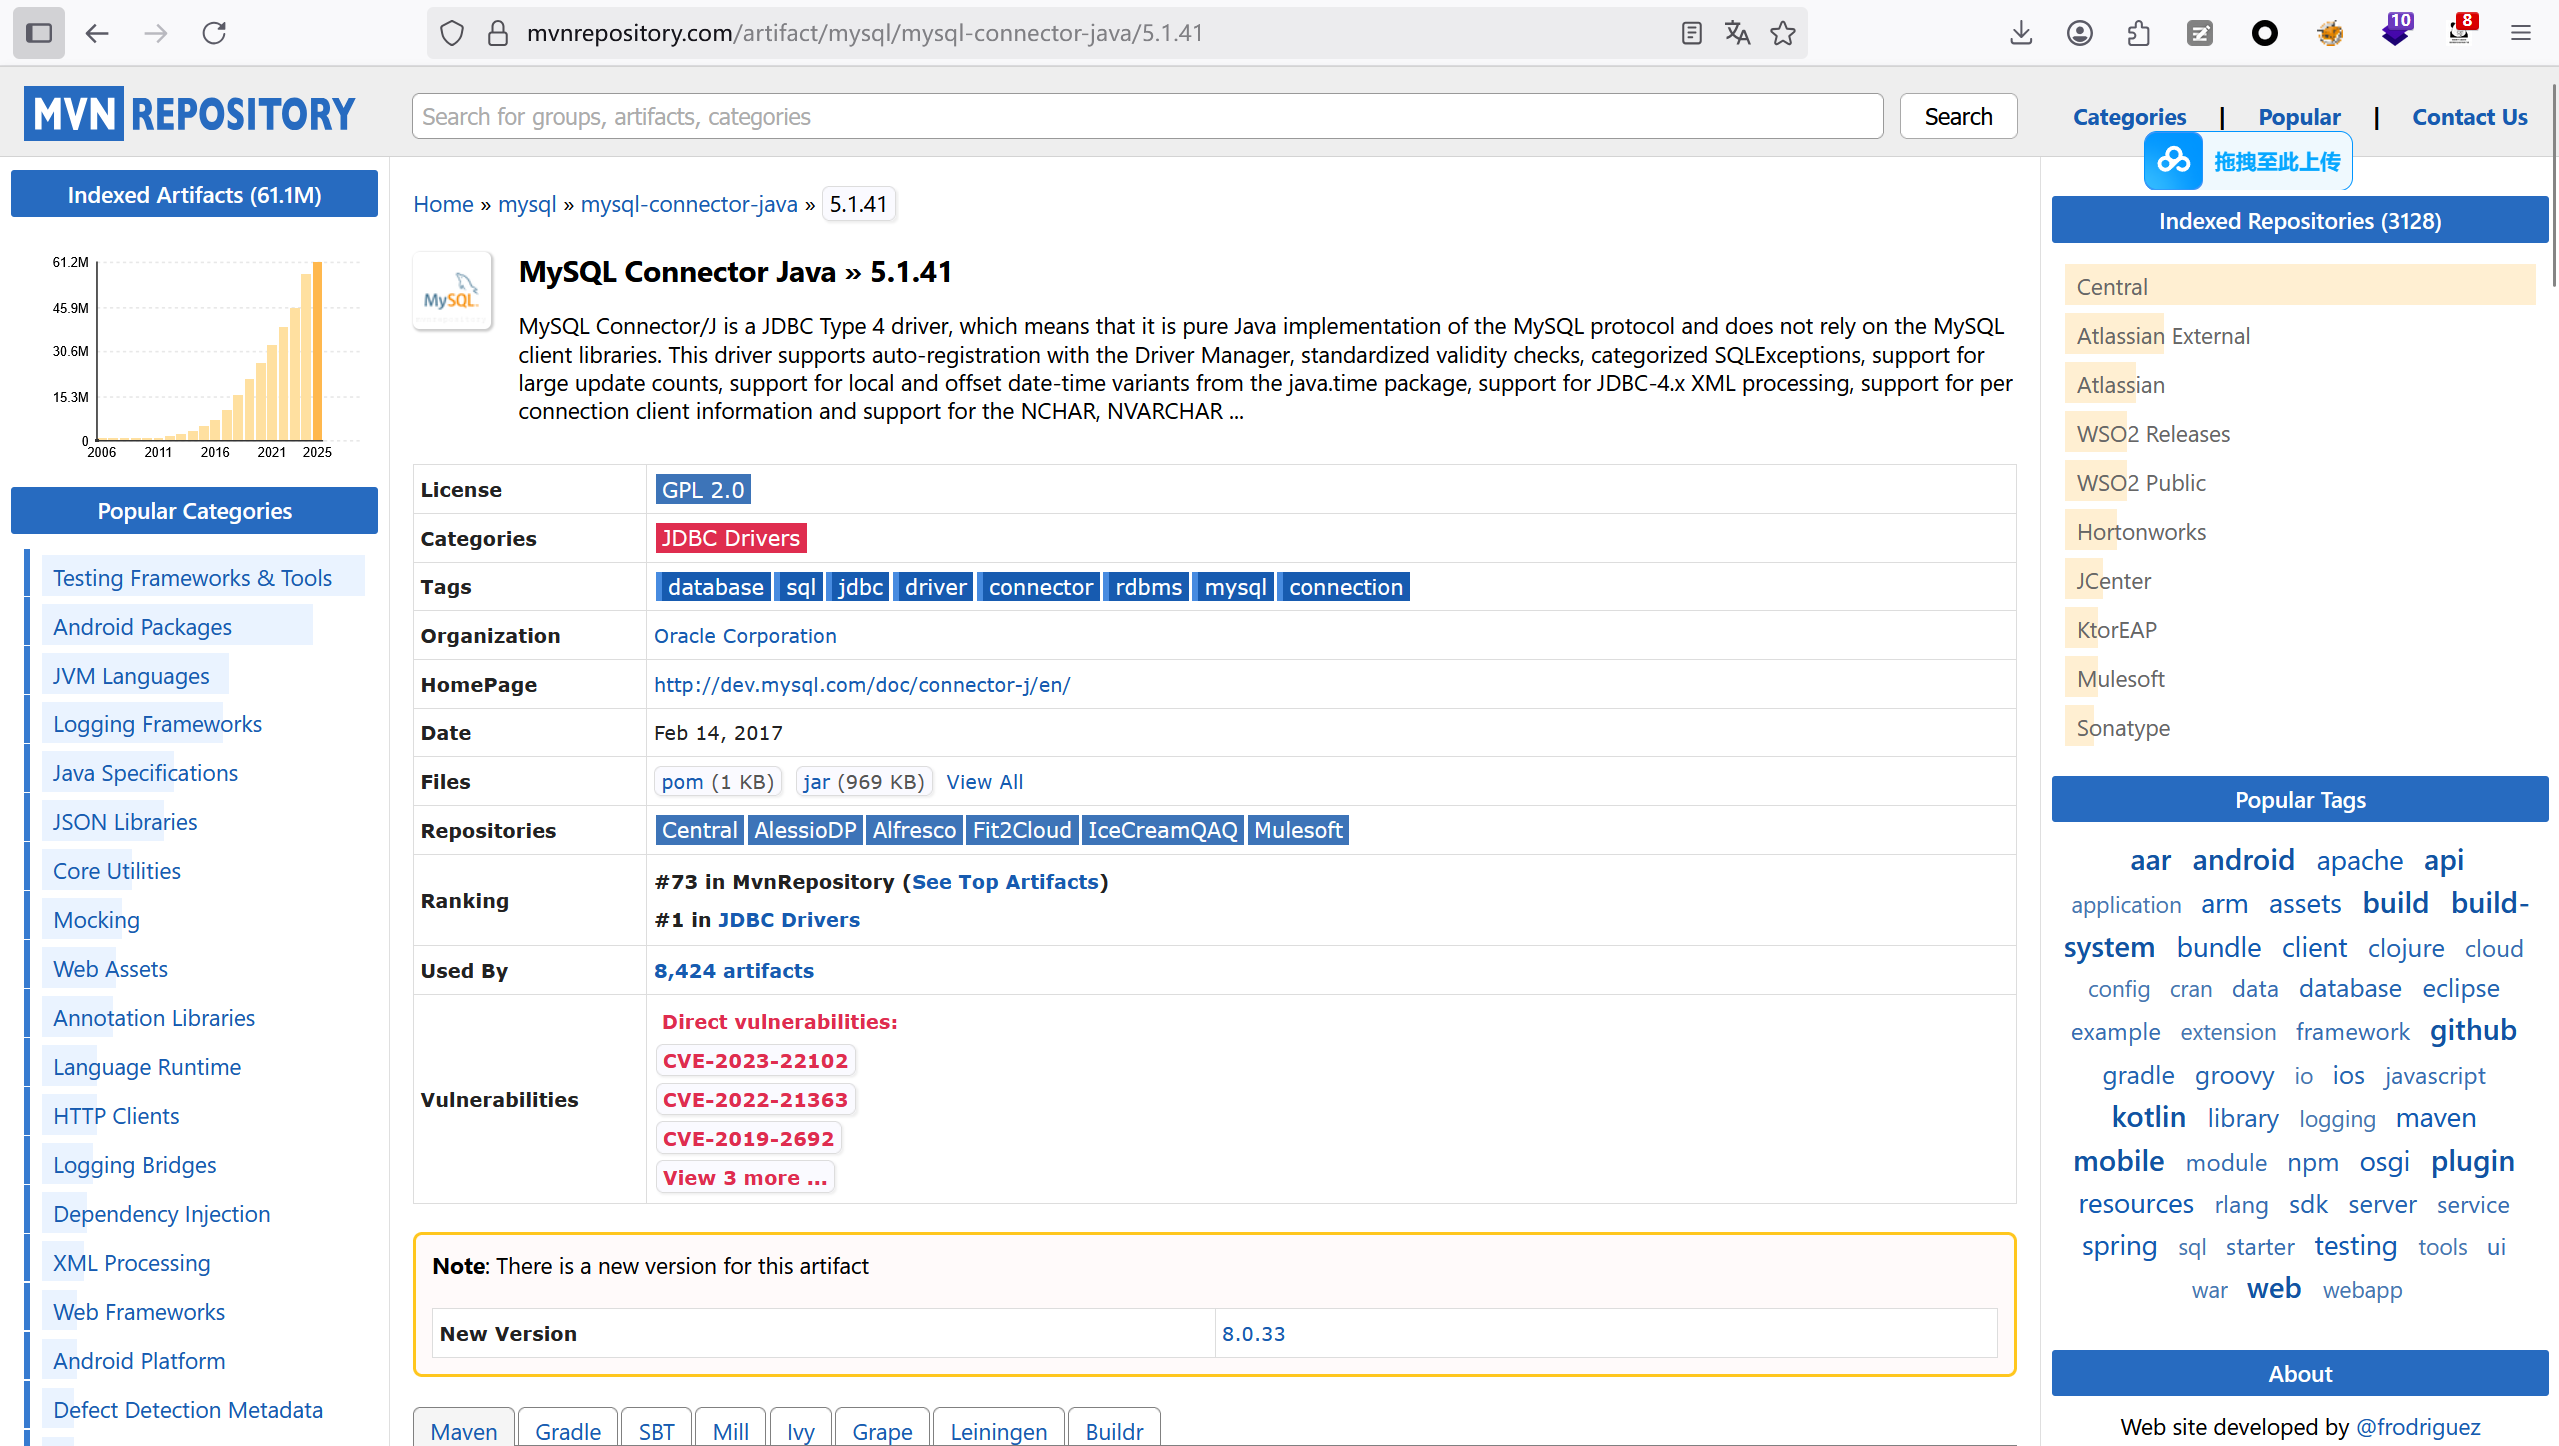 mvnrepository.com/artifact/mysql/mysql-connector-java/5.1.41
10
8
MVN REPOSITORY
Search for groups, artifacts, categories
Search
Categories | Popular | Contact Us
拖拽至此上传
Indexed Artifacts (61.1M)
61.2M
45.9M
30.6M
15.3M
0
2006 2011 2016 2021 2025
Popular Categories
Testing Frameworks & Tools
Android Packages
JVM Languages
Logging Frameworks
Java Specifications
JSON Libraries
Core Utilities
Mocking
Web Assets
Annotation Libraries
Language Runtime
HTTP Clients
Logging Bridges
Dependency Injection
XML Processing
Web Frameworks
Android Platform
Defect Detection Metadata
Home » mysql » mysql-connector-java » 5.1.41
MySQL
MySQL Connector Java » 5.1.41
MySQL Connector/J is a JDBC Type 4 driver, which means that it is pure Java implementation of the MySQL protocol and does not rely on the MySQL
client libraries. This driver supports auto-registration with the Driver Manager, standardized validity checks, categorized SQLExceptions, support for
large update counts, support for local and offset date-time variants from the java.time package, support for JDBC-4.x XML processing, support for per
connection client information and support for the NCHAR, NVARCHAR ...
License GPL 2.0
Categories JDBC Drivers
Tags database sql jdbc driver connector rdbms mysql connection
Organization Oracle Corporation
HomePage http://dev.mysql.com/doc/connector-j/en/
Date Feb 14, 2017
Files pom (1 KB) jar (969 KB) View All
Repositories Central AlessioDP Alfresco Fit2Cloud IceCreamQAQ Mulesoft
Ranking
#73 in MvnRepository (See Top Artifacts)
#1 in JDBC Drivers
Used By 8,424 artifacts
Vulnerabilities
Direct vulnerabilities:
CVE-2023-22102
CVE-2022-21363
CVE-2019-2692
View 3 more ...
Note: There is a new version for this artifact
New Version 8.0.33
Maven Gradle SBT Mill Ivy Grape Leiningen Buildr
Indexed Repositories (3128)
Central
Atlassian External
Atlassian
WSO2 Releases
WSO2 Public
Hortonworks
JCenter
KtorEAP
Mulesoft
Sonatype
Popular Tags
aar android apache api
application arm assets build build-
system bundle client clojure cloud
config cran data database eclipse
example extension framework github
gradle groovy io ios javascript
kotlin library logging maven
mobile module npm osgi plugin
resources rlang sdk server service
spring sql starter testing tools ui
war web webapp
About
Web site developed by @frodriguez